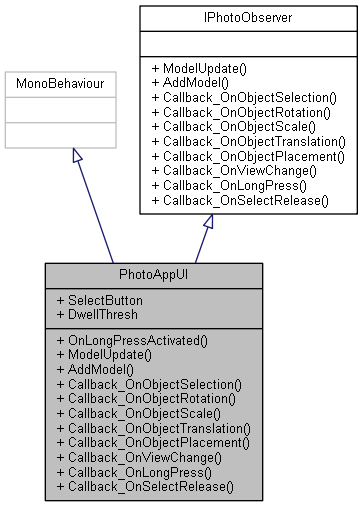 IPhotoObserver
+ ModelUpdate()
+ AddModel()
+ Callback_OnObjectSelection()
+ Callback_OnObjectRotation()
+ Callback_OnObjectScale()
+ Callback_OnObjectTranslation()
+ Callback_OnObjectPlacement()
+ Callback_OnViewChange()
+ Callback_OnLongPress()
+ Callback_OnSelectRelease()
MonoBehaviour
PhotoAppUI
+ SelectButton
+ DwellThresh
+ OnLongPressActivated()
+ ModelUpdate()
+ AddModel()
+ Callback_OnObjectSelection()
+ Callback_OnObjectRotation()
+ Callback_OnObjectScale()
+ Callback_OnObjectTranslation()
+ Callback_OnObjectPlacement()
+ Callback_OnViewChange()
+ Callback_OnLongPress()
+ Callback_OnSelectRelease()